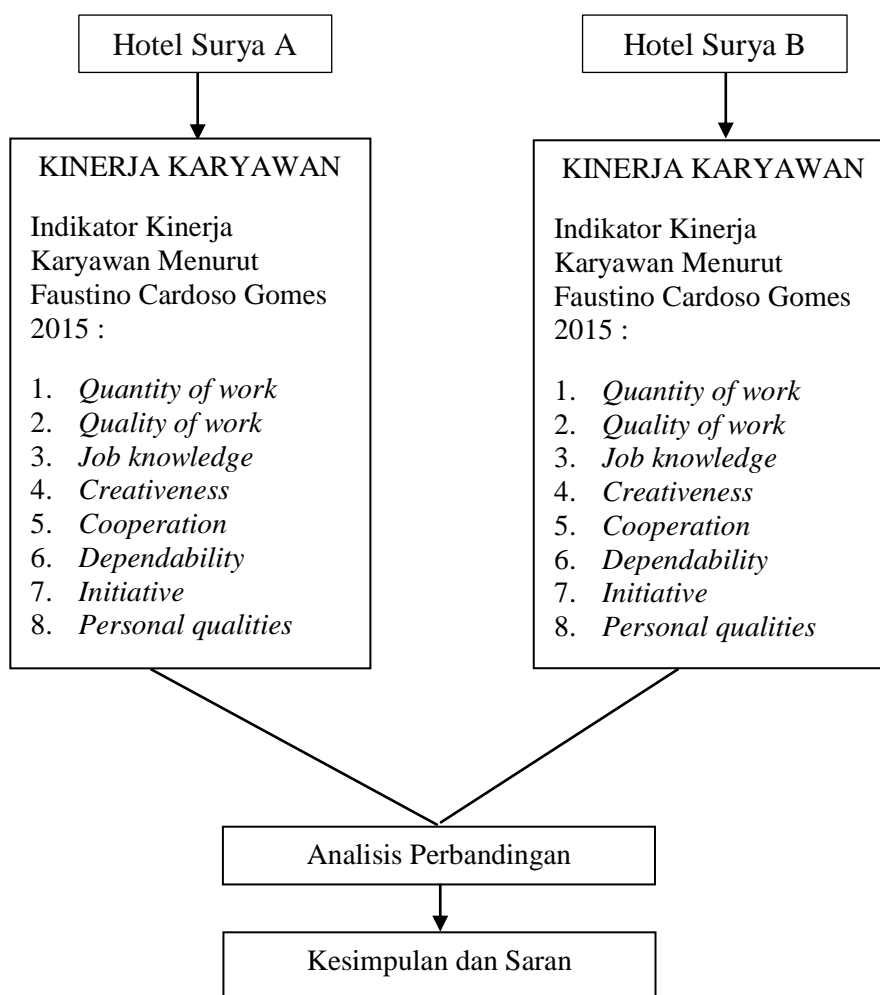 Hotel Surya A
Hotel Surya B
KINERJA KARYAWAN
Indikator Kinerja
Karyawan Menurut
Faustino Cardoso Gomes
2015 :
1. Quantity of work
2. Quality of work
3. Job knowledge
4. Creativeness
5. Cooperation
6. Dependability
7. Initiative
8. Personal qualities
KINERJA KARYAWAN
Indikator Kinerja
Karyawan Menurut
Faustino Cardoso Gomes
2015 :
1. Quantity of work
2. Quality of work
3. Job knowledge
4. Creativeness
5. Cooperation
6. Dependability
7. Initiative
8. Personal qualities
Analisis Perbandingan
Kesimpulan dan Saran